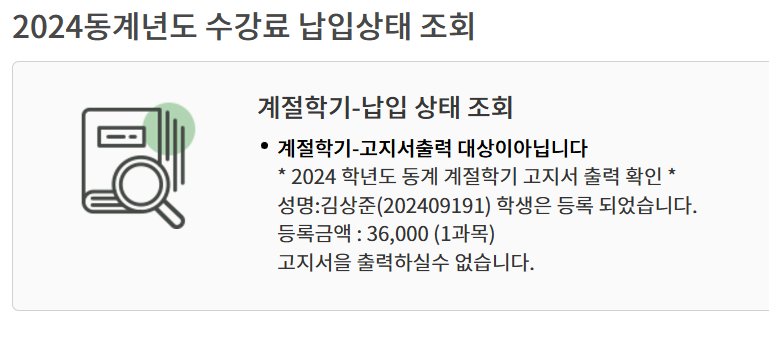 2024동계년도 수강료 납입상태 조회
계절학기-납입 상태 조회
• 계절학기-고지서출력 대상이아닙니다
* 2024 학년도 동계 계절학기 고지서 출력 확인 *
성명:김상준(202409191) 학생은 등록 되었습니다.
등록금액 : 36,000 (1과목)
고지서을 출력하실수 없습니다.